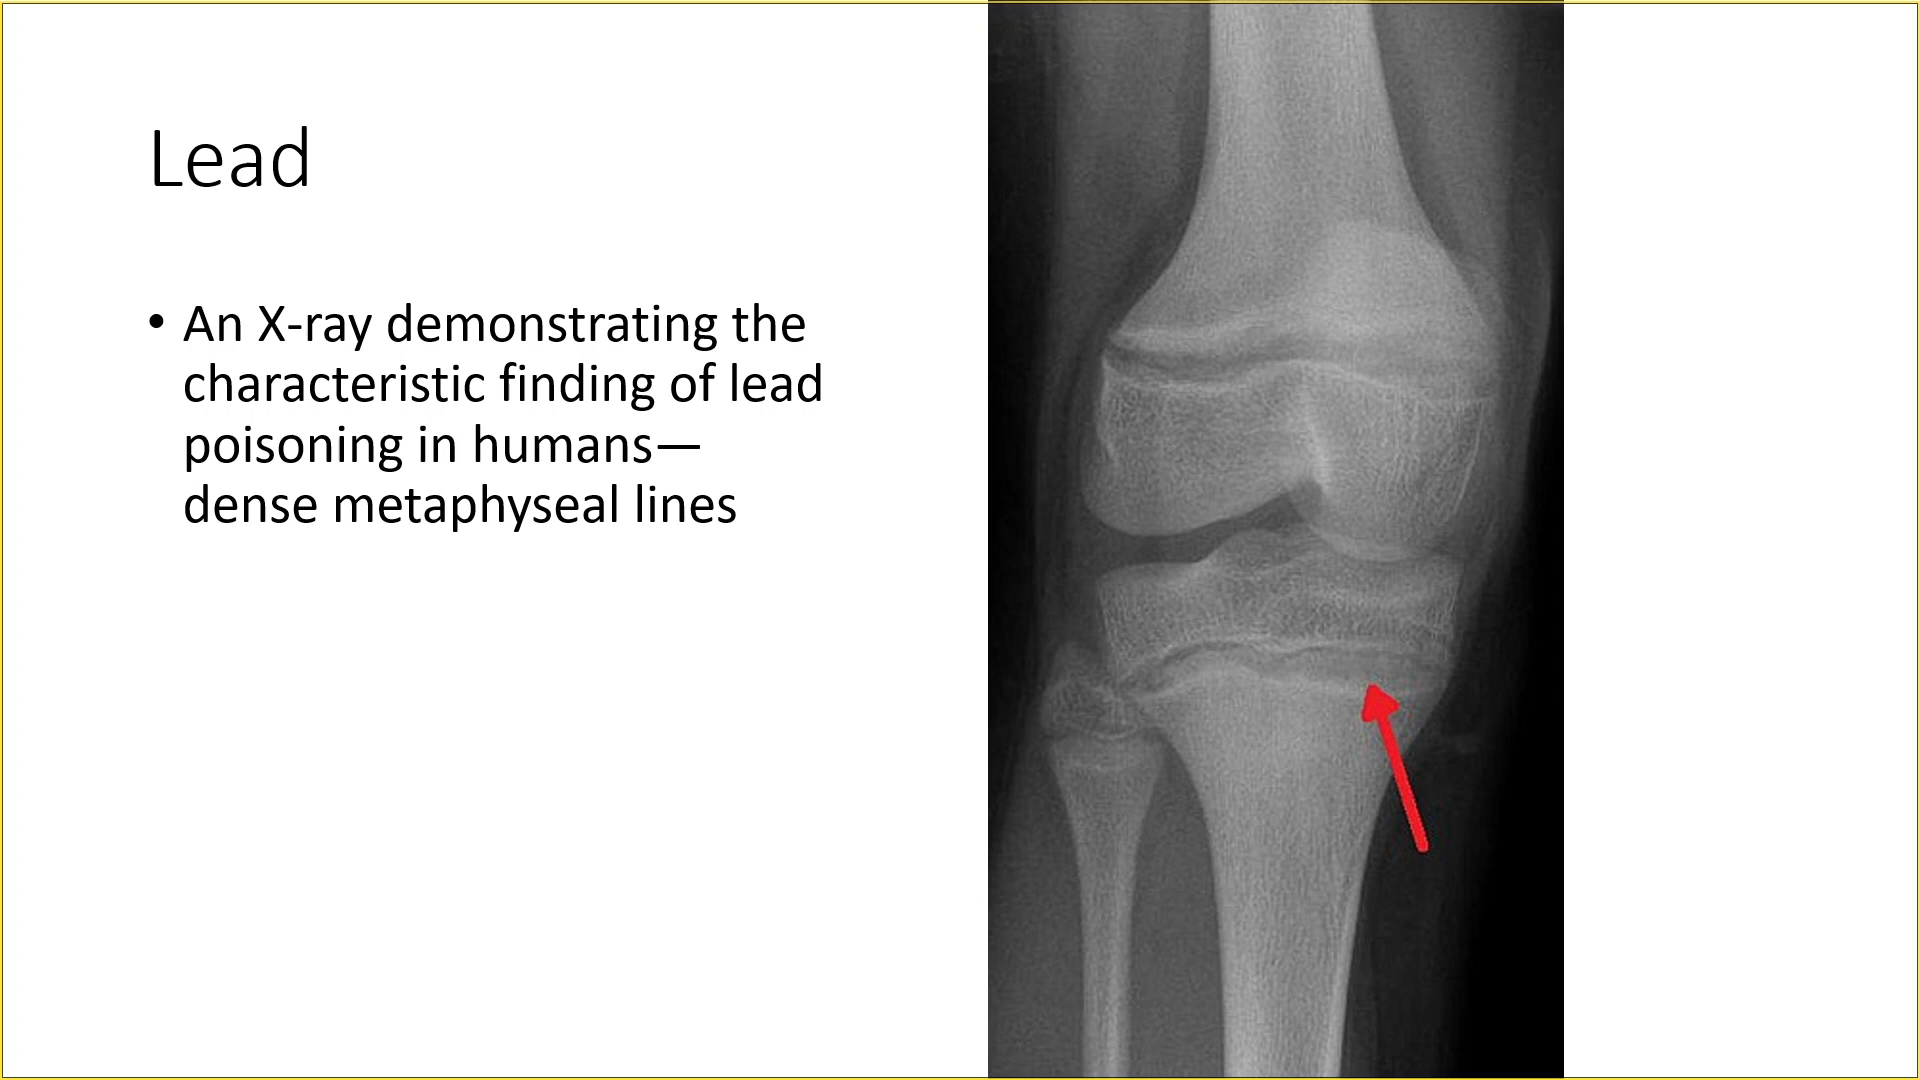 Lead
• An X-ray demonstrating the
characteristic finding of lead
poisoning in humans—
dense metaphyseal lines